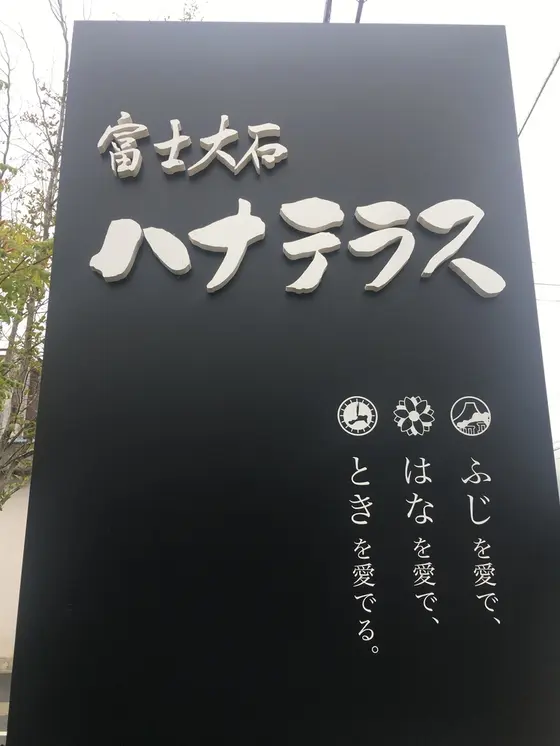 富士大石
ハナテラス
ふじを愛で、
はなを愛で、
ときを愛でる。